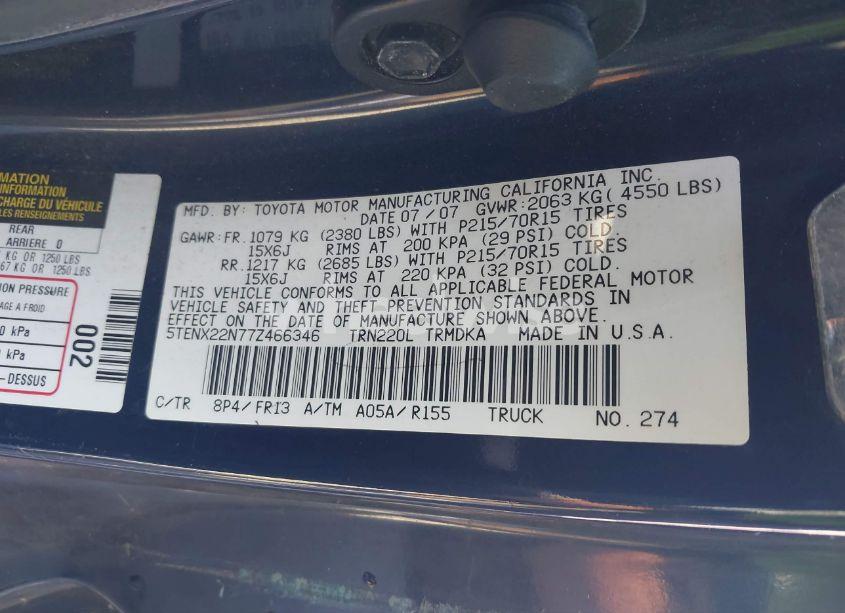 RMATION
INFORMATION
CHARGE DU VÉHICULE
LES RENSEIGNEMENTS
REAR
ARRIERE 0
KG OR 1250 LBS
67 KG OR 1250 LBS
ION PRESSURE
AGE A FROID
0 kPa
kPa
-DESSUS
002
MFD. BY: TOYOTA MOTOR MANUFACTURING CALIFORNIA INC.
DATE 07/07 GVWR: 2063 KG( 4550 LBS)
GAWR: FR. 1079 KG (2380 LBS) WITH P215/70R15 TIRES
15X6J RIMS AT 200 KPA (29 PSI) COLD.
RR. 1217 KG (2685 LBS) WITH P215/70R15 TIRES
15X6J RIMS AT 220 KPA (32 PSI) COLD.
THIS VEHICLE CONFORMS TO ALL APPLICABLE FEDERAL MOTOR
VEHICLE SAFETY AND THEFT PREVENTION STANDARDS IN
EFFECT ON THE DATE OF MANUFACTURE SHOWN ABOVE.
5TENX22N77Z466346 TRN220L TRMDKA MADE IN U.S.A.
C/TR 8P4/FR13 A/TM A05A/R155 TRUCK NO. 274